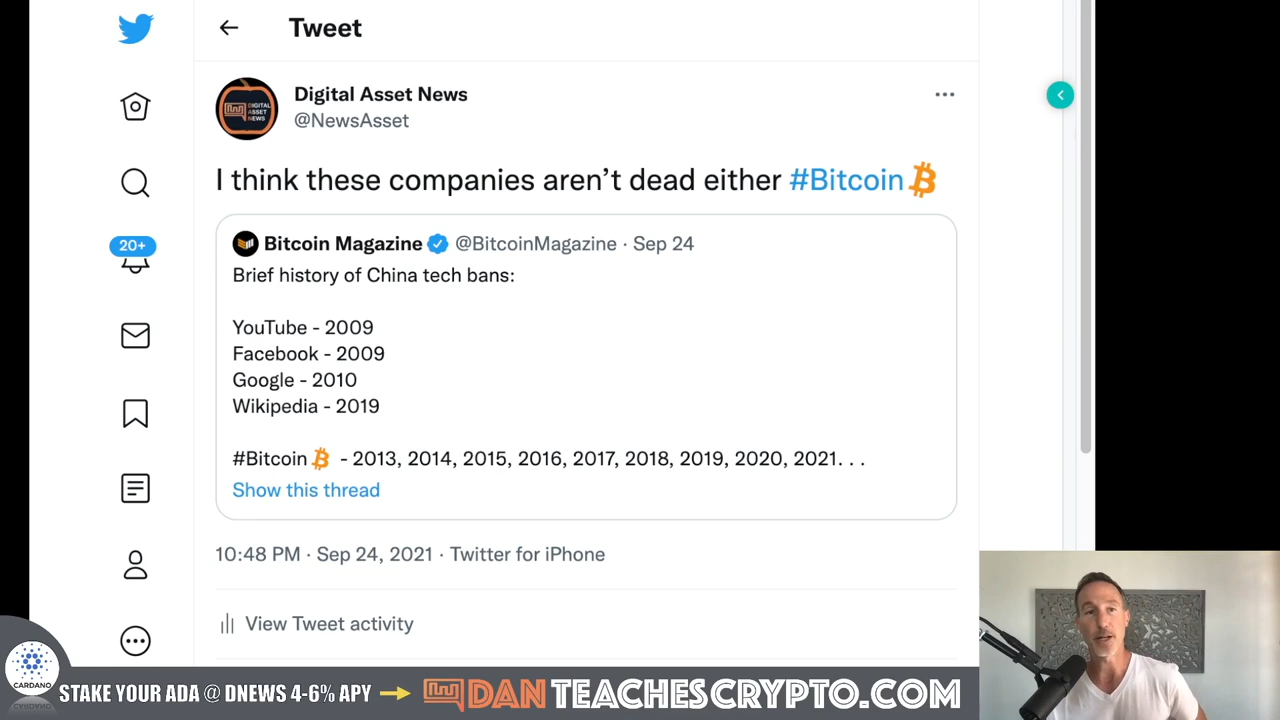 Tweet
Digital Asset News
@NewsAsset
DIGITAL
ASSET
NEWS
I think these companies aren’t dead either #Bitcoin
Bitcoin Magazine @BitcoinMagazine · Sep 24
Brief history of China tech bans:
YouTube - 2009
Facebook - 2009
Google - 2010
Wikipedia - 2019
#Bitcoin - 2013, 2014, 2015, 2016, 2017, 2018, 2019, 2020, 2021. . .
Show this thread
10:48 PM · Sep 24, 2021 · Twitter for iPhone
View Tweet activity
20+
CARDANO
STAKE YOUR ADA @ DNEWS 4-6% APY
DANTEACHESCRYPTO.COM